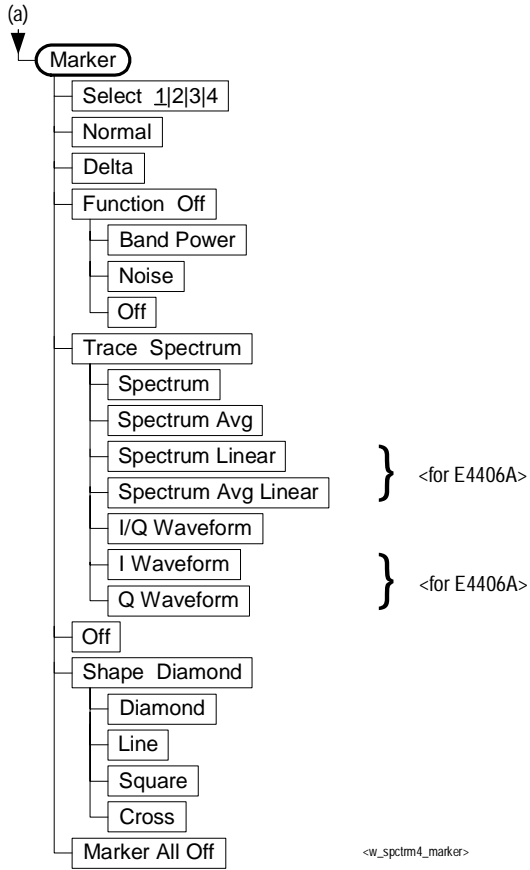 (a)
Marker
Select 1|2|3|4
Normal
Delta
Function Off
Band Power
Noise
Off
Trace Spectrum
Spectrum
Spectrum Avg
Spectrum Linear
Spectrum Avg Linear
} <for E4406A>
I/Q Waveform
I Waveform
Q Waveform
} <for E4406A>
Off
Shape Diamond
Diamond
Line
Square
Cross
Marker All Off
<w_spctrm4_marker>